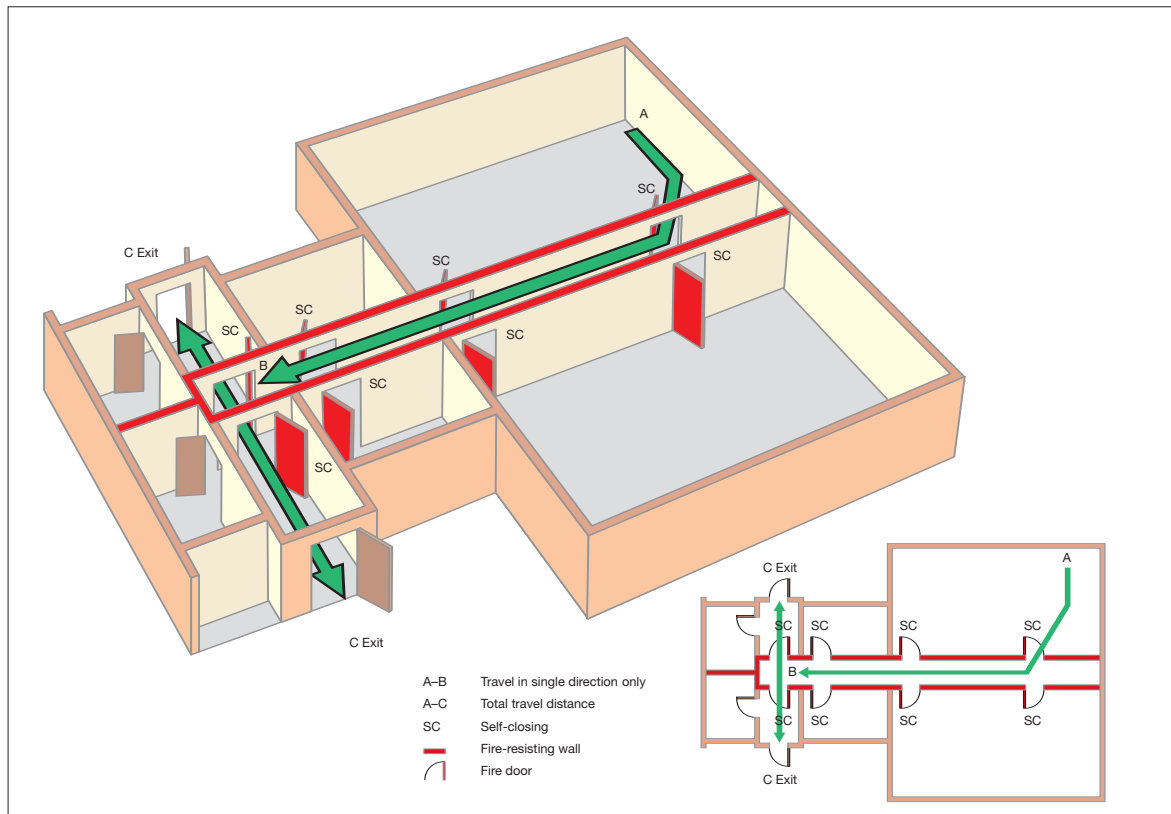 A
SC
SC
C Exit
SC
SC
SC
SC
B
SC
SC
C Exit
A–B Travel in single direction only
A–C Total travel distance
SC Self-closing
Fire-resisting wall
Fire door
A
C Exit
SC SC SC SC
B
SC SC SC SC
C Exit